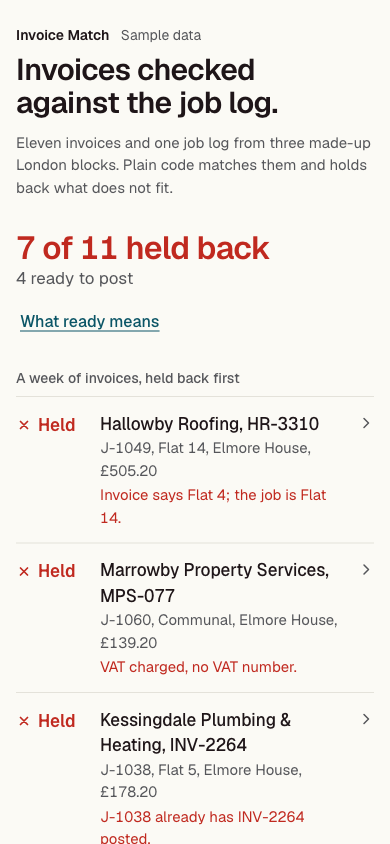 Invoice Match Sample data
Invoices checked
against the job log.
Eleven invoices and one job log from three made-up
London blocks. Plain code matches them and holds
back what does not fit.
7 of 11 held back
4 ready to post
What ready means
A week of invoices, held back first
Held
Hallowby Roofing, HR-3310
J-1049, Flat 14, Elmore House,
£505.20
Invoice says Flat 4; the job is Flat
14.
Held
Marrowby Property Services,
MPS-077
J-1060, Communal, Elmore House,
£139.20
VAT charged, no VAT number.
Held
Kessingdale Plumbing &
Heating, INV-2264
J-1038, Flat 5, Elmore House,
£178.20
J-1038 already has INV-2264
posted.